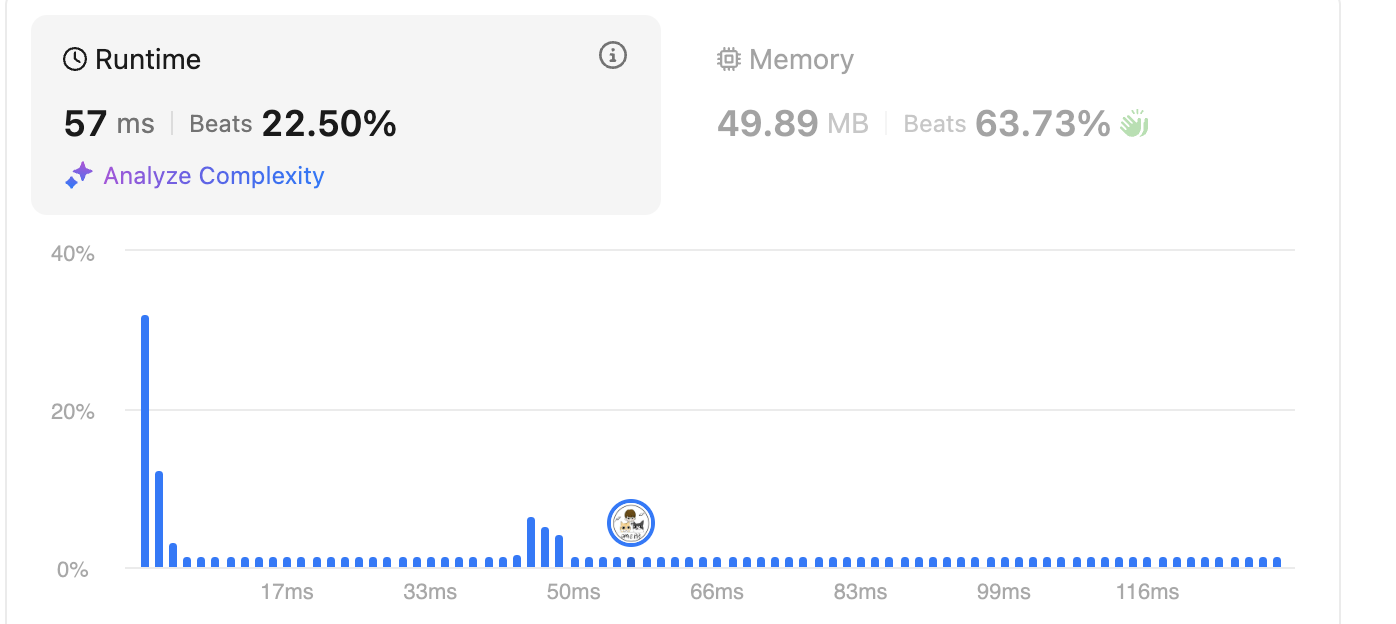 Runtime
57 ms | Beats 22.50%
Analyze Complexity
Memory
49.89 MB | Beats 63.73%
40%
20%
0%
17ms 33ms 50ms 66ms 83ms 99ms 116ms